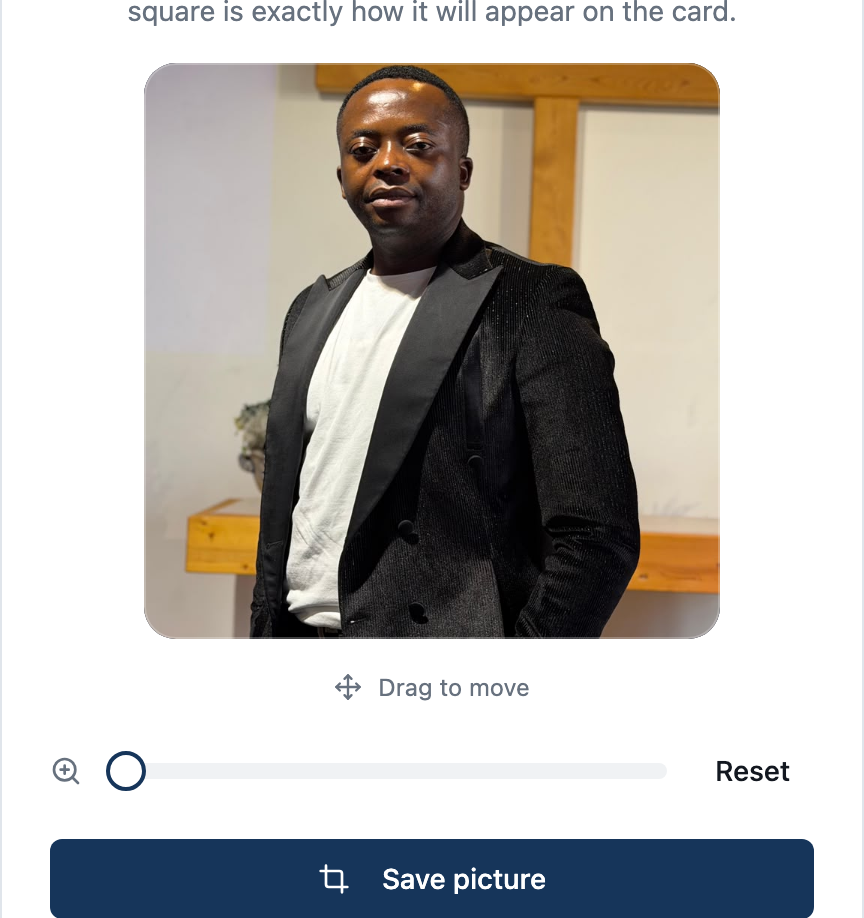 square is exactly how it will appear on the card.
Drag to move
Reset
Save picture